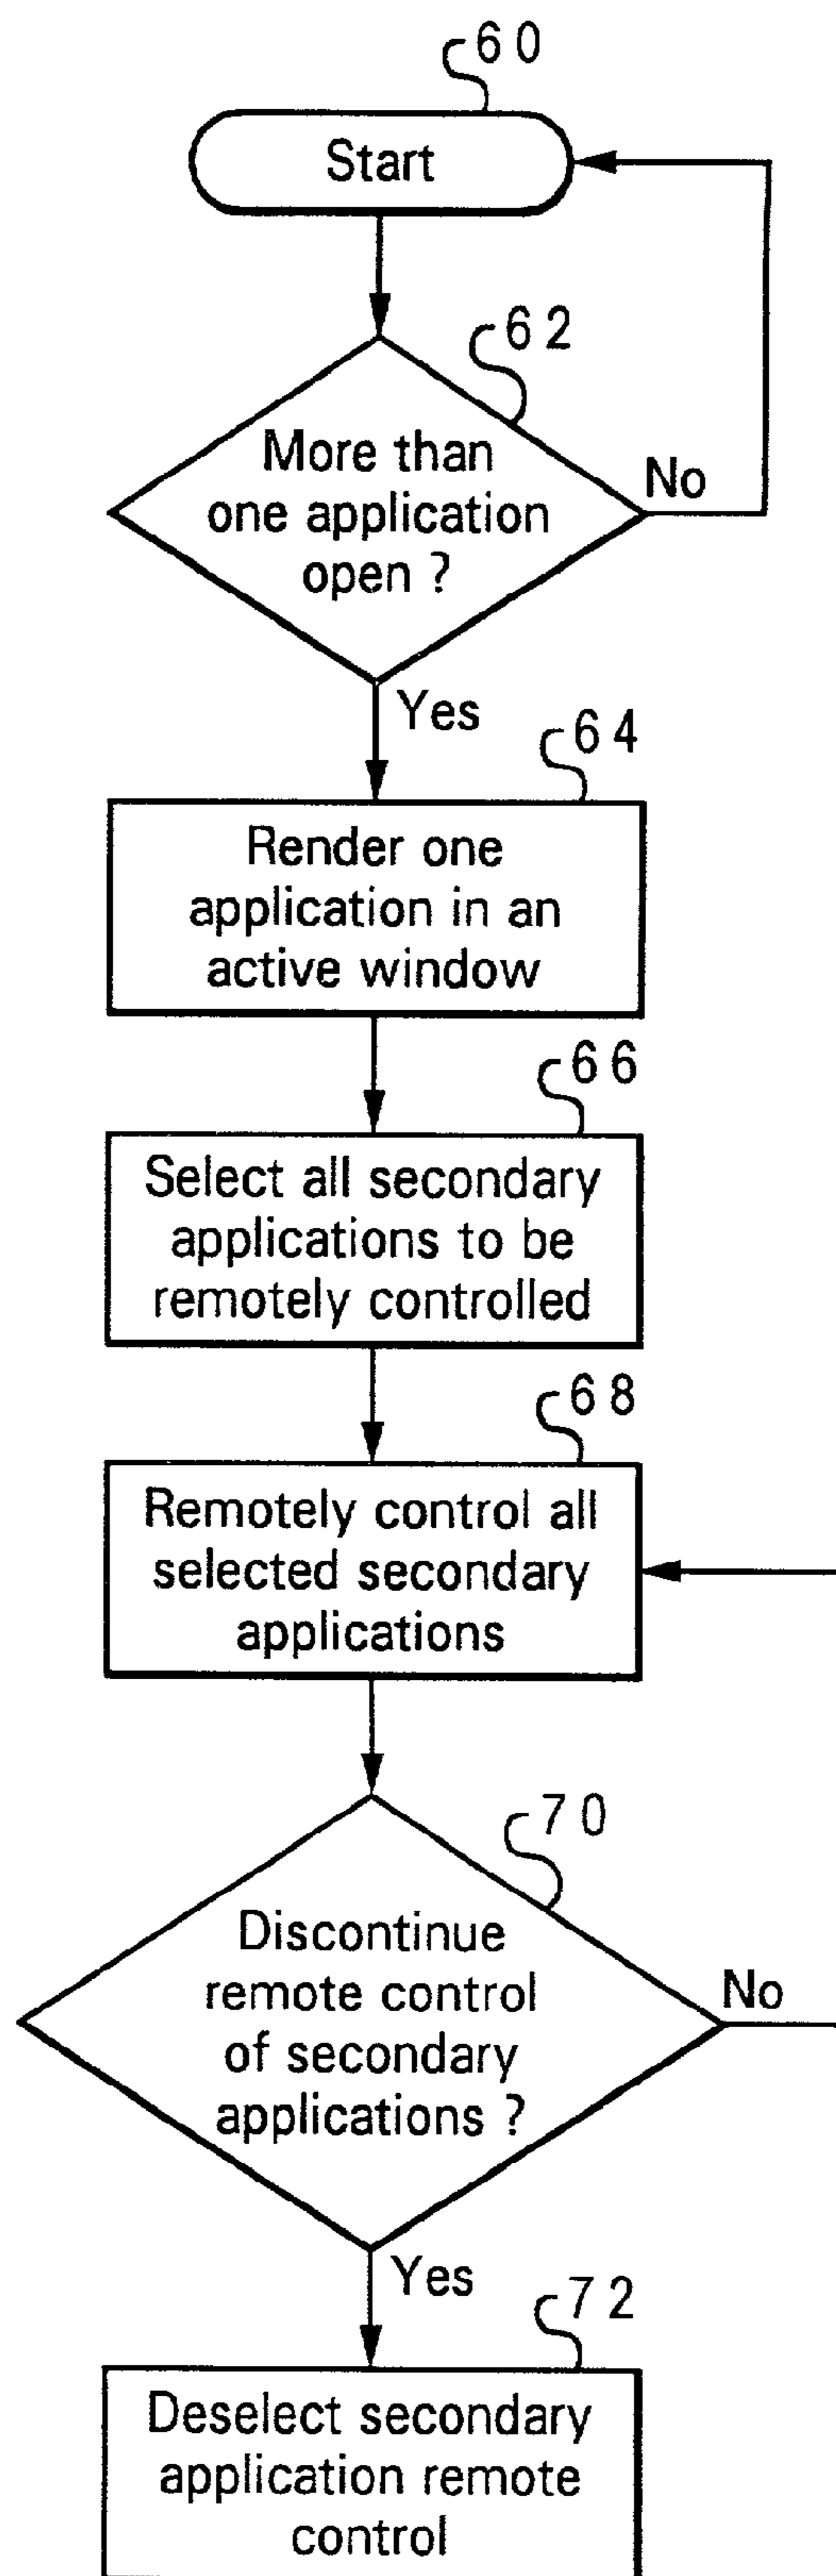 60
Start
62
More than
one application
open ?
No
Yes
64
Render one
application in an
active window
66
Select all secondary
applications to be
remotely controlled
68
Remotely control all
selected secondary
applications
70
Discontinue
remote control
of secondary
applications ?
No
Yes
72
Deselect secondary
application remote
control